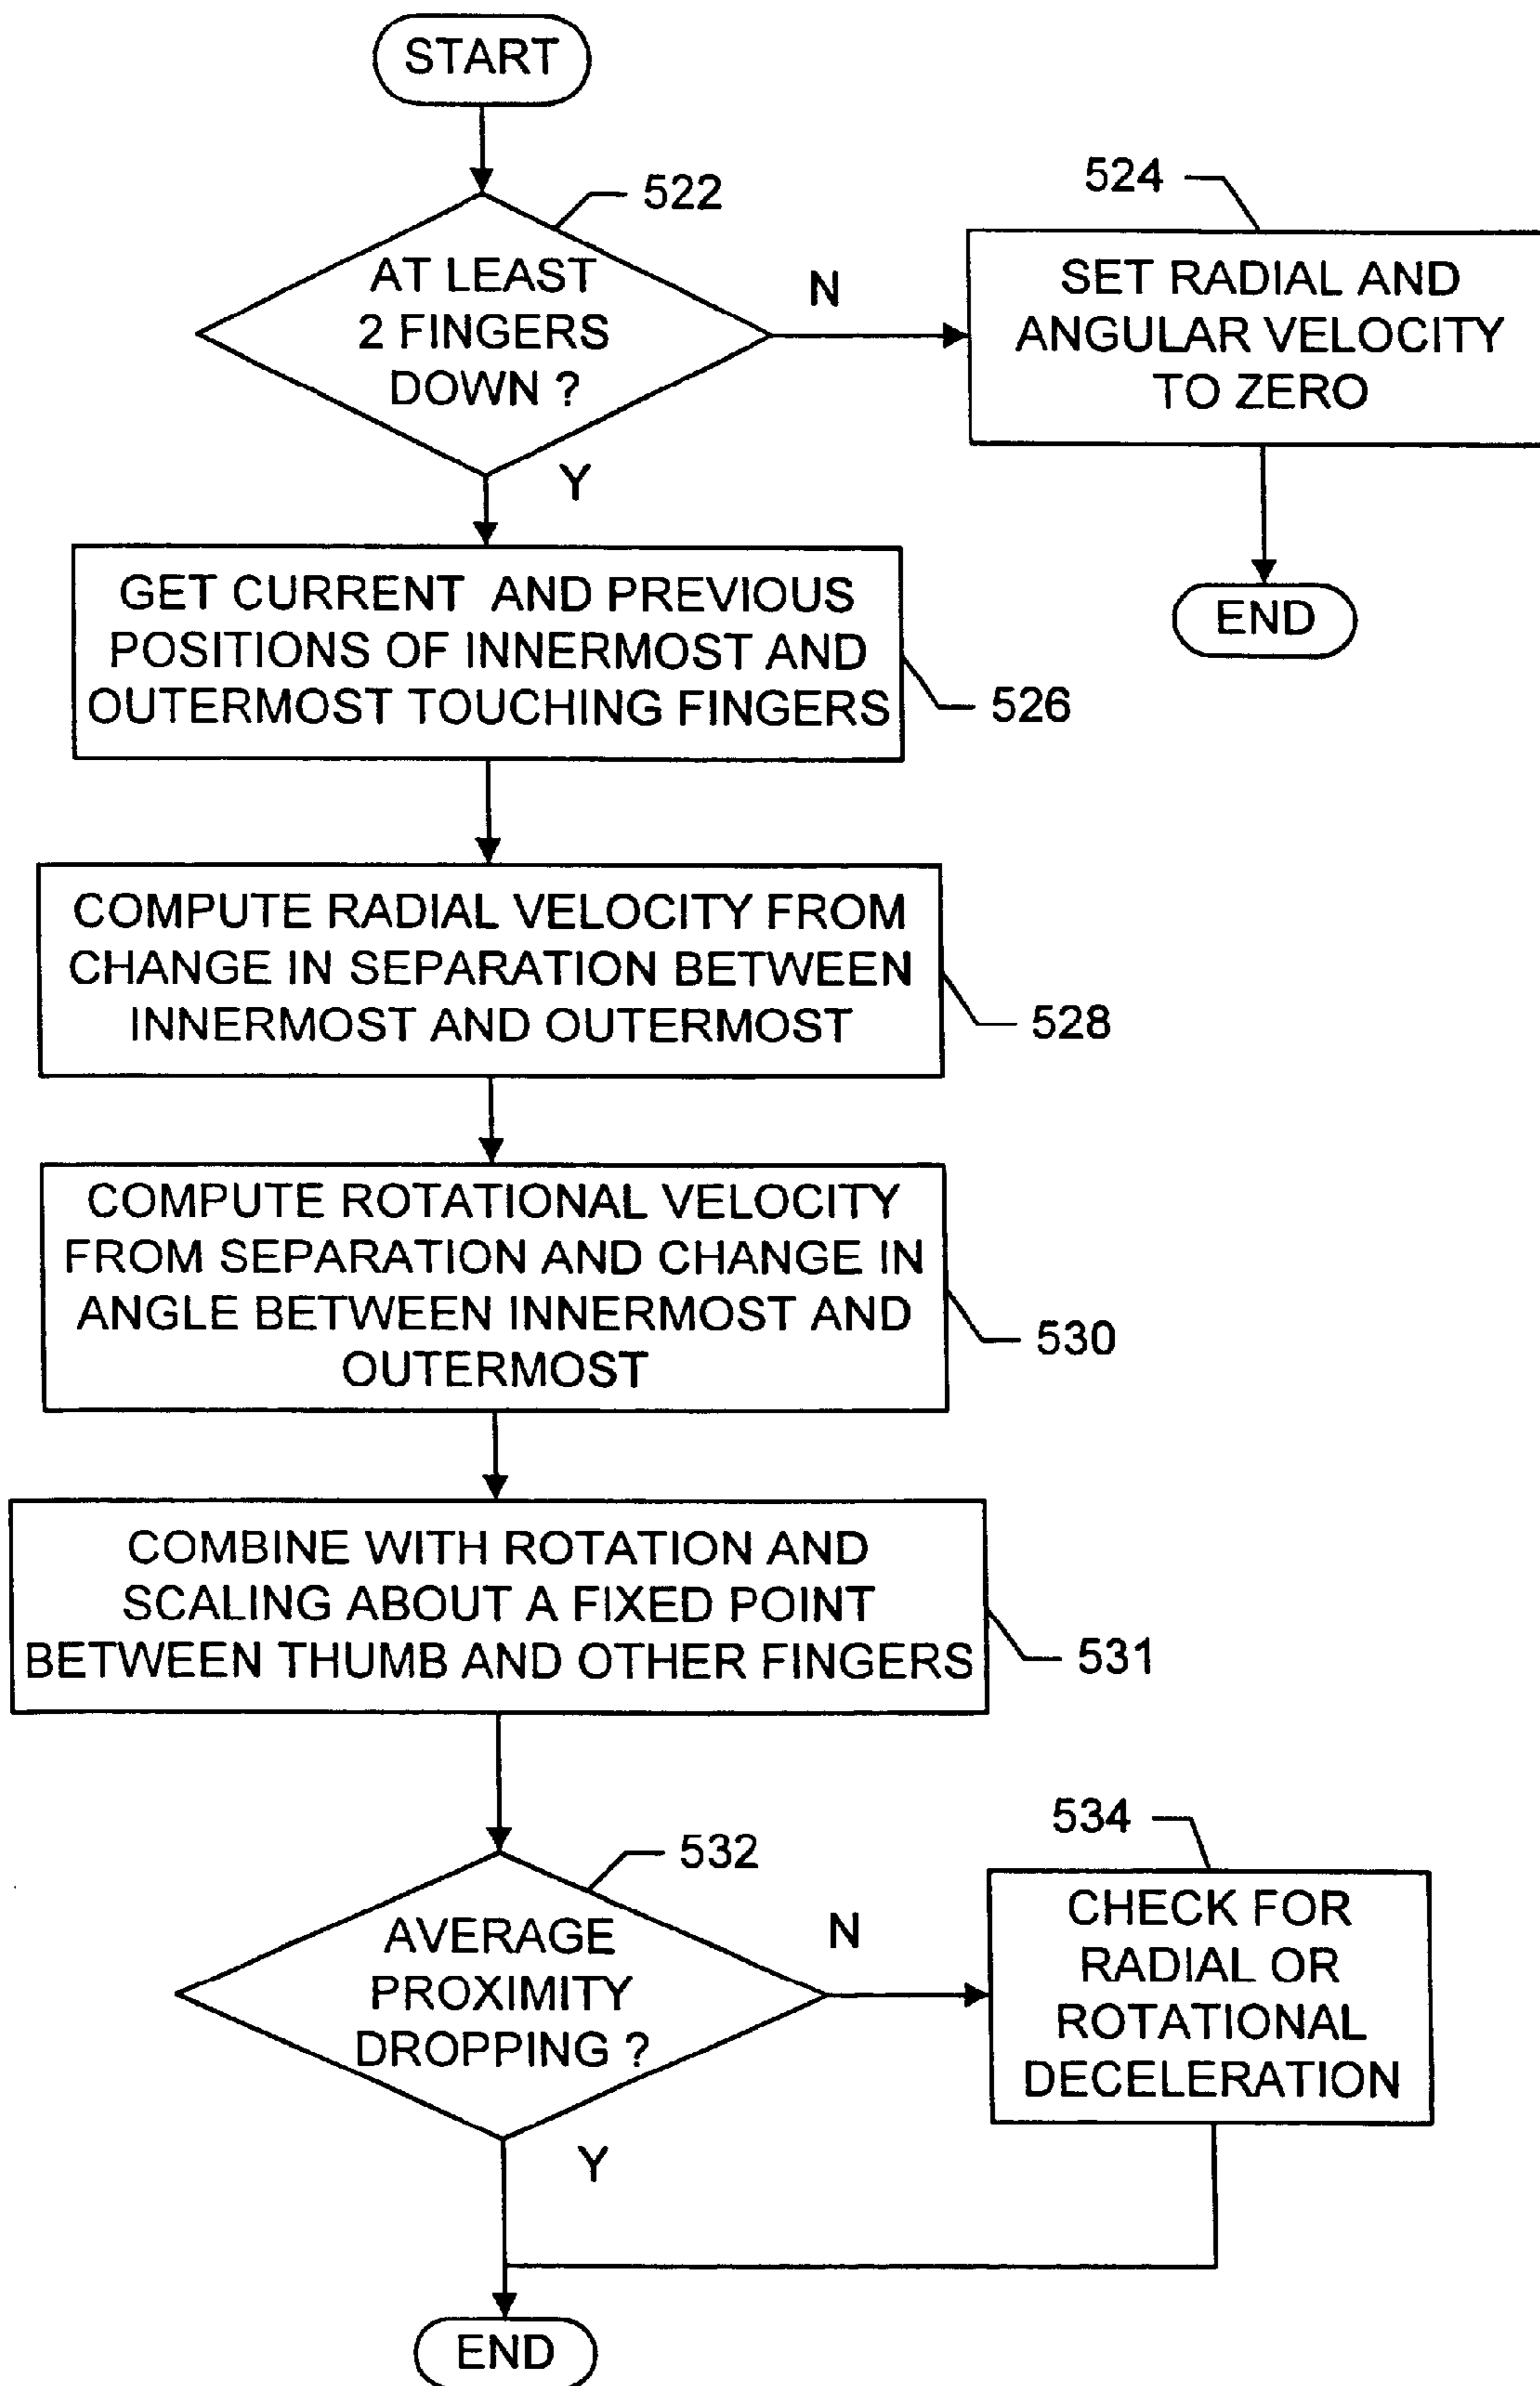 START
522
AT LEAST
2 FINGERS
DOWN ?
N
524
SET RADIAL AND
ANGULAR VELOCITY
TO ZERO
END
Y
GET CURRENT AND PREVIOUS
POSITIONS OF INNERMOST AND
OUTERMOST TOUCHING FINGERS
526
COMPUTE RADIAL VELOCITY FROM
CHANGE IN SEPARATION BETWEEN
INNERMOST AND OUTERMOST
528
COMPUTE ROTATIONAL VELOCITY
FROM SEPARATION AND CHANGE IN
ANGLE BETWEEN INNERMOST AND
OUTERMOST
530
COMBINE WITH ROTATION AND
SCALING ABOUT A FIXED POINT
BETWEEN THUMB AND OTHER FINGERS
531
532
AVERAGE
PROXIMITY
DROPPING ?
N
534
CHECK FOR
RADIAL OR
ROTATIONAL
DECELERATION
Y
END